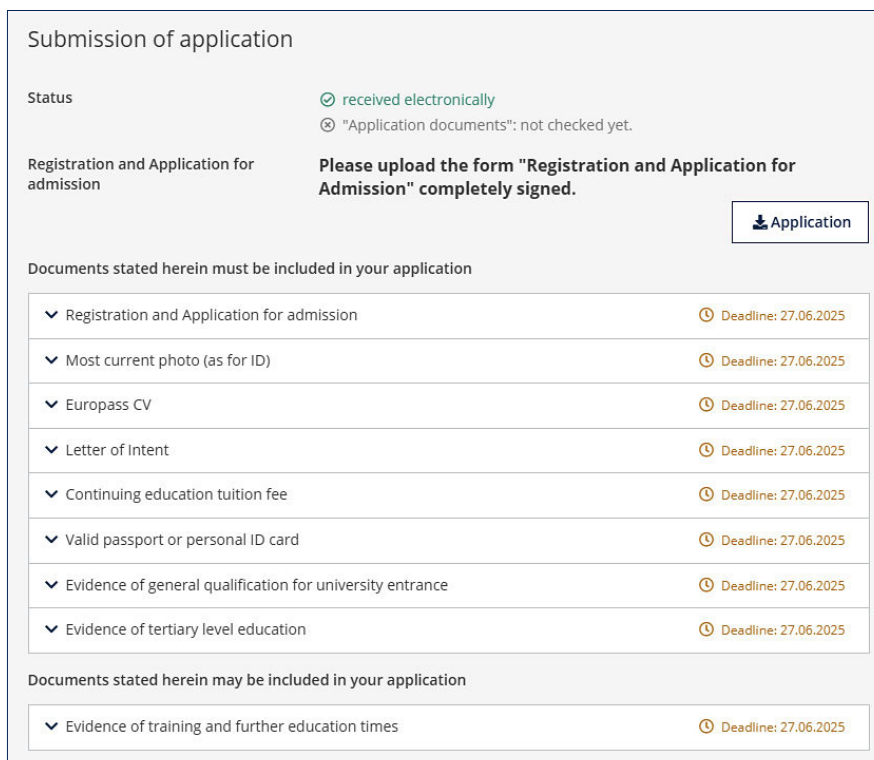 Submission of application
Status
received electronically
"Application documents": not checked yet.
Registration and Application for
admission
Please upload the form "Registration and Application for
Admission" completely signed.
Application
Documents stated herein must be included in your application
Registration and Application for admission Deadline: 27.06.2025
Most current photo (as for ID) Deadline: 27.06.2025
Europass CV Deadline: 27.06.2025
Letter of Intent Deadline: 27.06.2025
Continuing education tuition fee Deadline: 27.06.2025
Valid passport or personal ID card Deadline: 27.06.2025
Evidence of general qualification for university entrance Deadline: 27.06.2025
Evidence of tertiary level education Deadline: 27.06.2025
Documents stated herein may be included in your application
Evidence of training and further education times Deadline: 27.06.2025